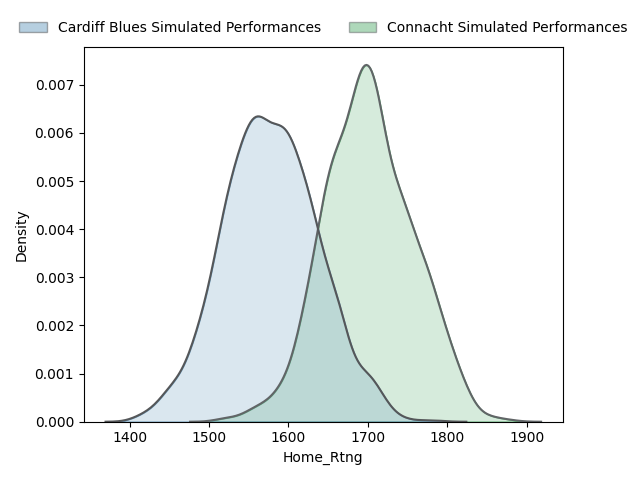 Cardiff Blues Simulated Performances Connacht Simulated Performances
0.007
0.006
0.005
0.004
0.003
0.002
0.001
0.000
Density
1400 1500 1600 1700 1800 1900
Home_Rtng